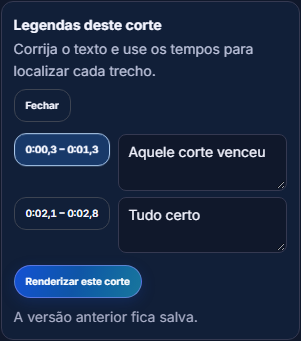 Legendas deste corte
Corrija o texto e use os tempos para
localizar cada trecho.
Fechar
0:00,3 – 0:01,3
Aquele corte venceu
0:02,1 – 0:02,8
Tudo certo
Renderizar este corte
A versão anterior fica salva.